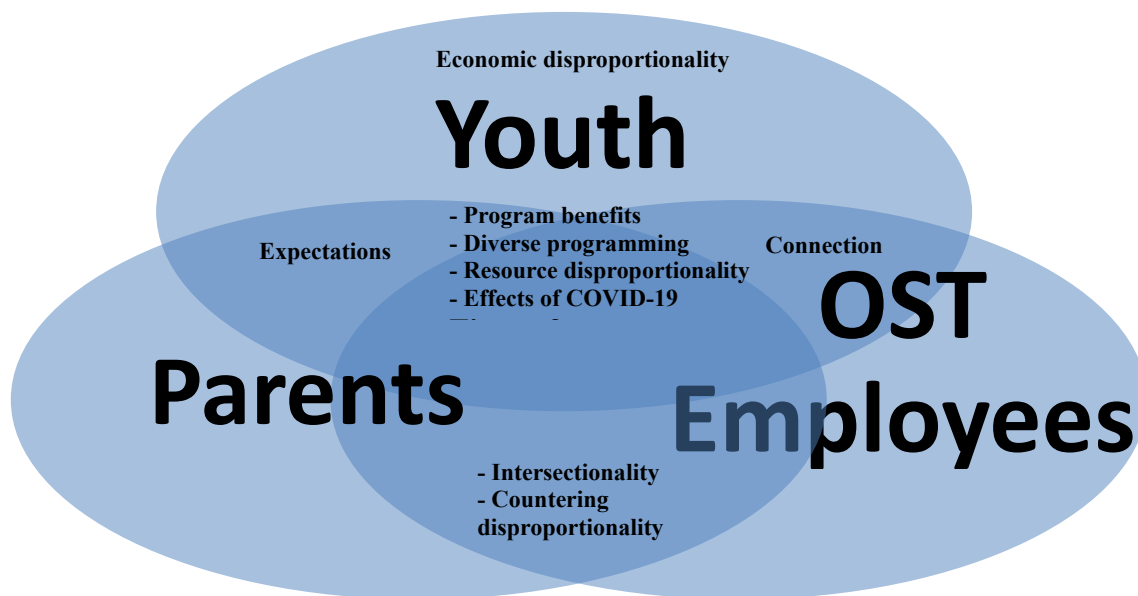 Economic disproportionality
Youth
- Program benefits
- Diverse programming
Expectations
Connection
- Resource disproportionality
- Effects of COVID-19
OST
Parents
Employees
- Intersectionality
- Countering
disproportionality